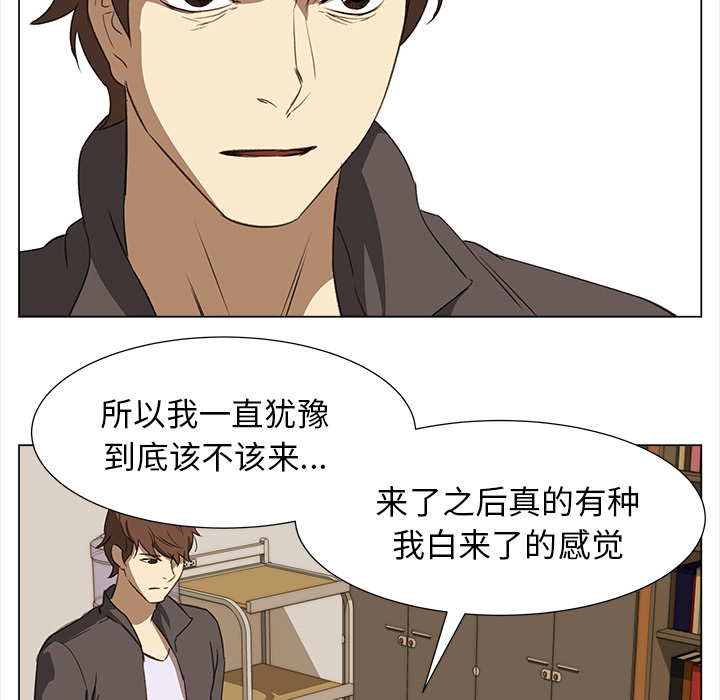 所以我一直犹豫
到底该不该来...
来了之后真的有种
我白来了的感觉